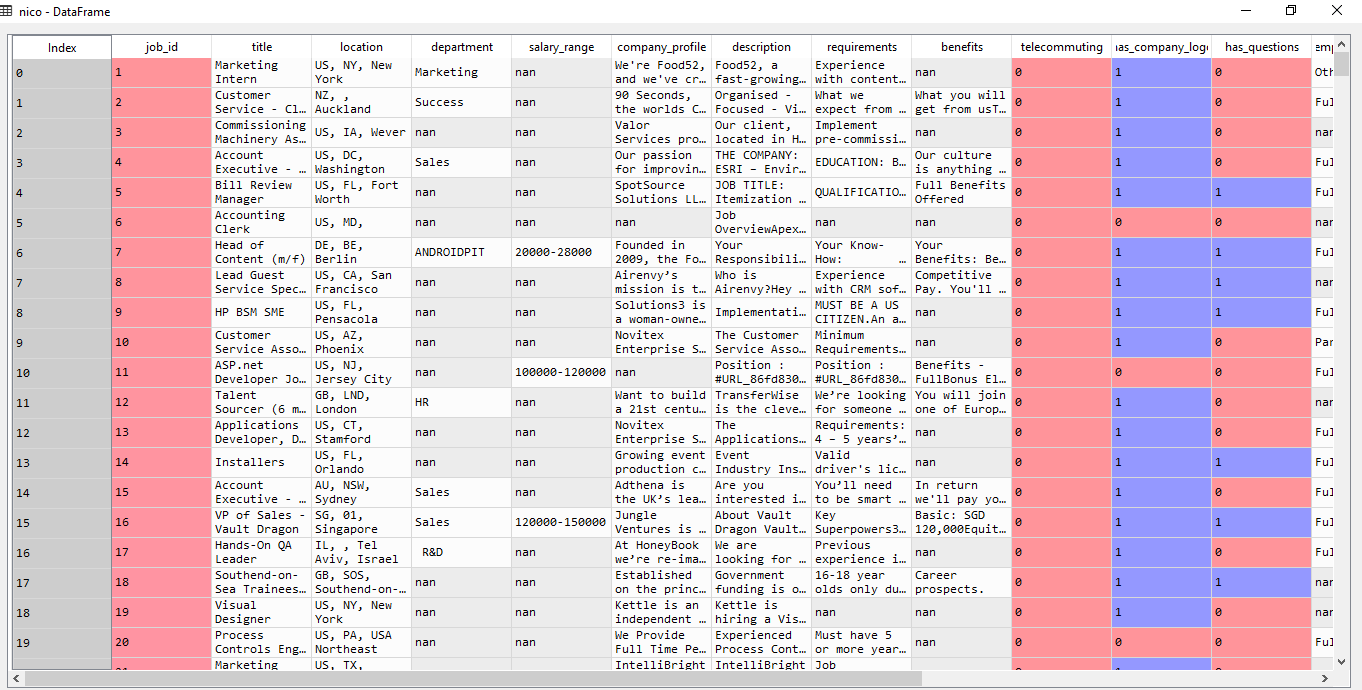 nico - DataFrame
Index job_id title location department salary_range company_profile description requirements benefits telecommuting has_company_logo has_questions emp
0 1 Marketing Intern US, NY, New York Marketing nan We're Food52, and we've cr… Food52, a fast-growing… Experience with content… nan 0 1 0 Oth
1 2 Customer Service - Cl… NZ, , Auckland Success nan 90 Seconds, the worlds C… Organised - Focused - Vi… What we expect from … What you will get from usT… 0 1 0 Ful
2 3 Commissioning Machinery As… US, IA, Wever nan nan Valor Services pro… Our client, located in H… Implement pre-commissi… nan 0 1 0 nan
3 4 Account Executive - … US, DC, Washington Sales nan Our passion for improvin… THE COMPANY: ESRI – Envir… EDUCATION: B… Our culture is anything … 0 1 0 Ful
4 5 Bill Review Manager US, FL, Fort Worth nan nan SpotSource Solutions LL… JOB TITLE: Itemization … QUALIFICATIO… Full Benefits Offered 0 1 1 Ful
5 6 Accounting Clerk US, MD, nan nan nan Job OverviewApex… nan nan 0 0 0 nan
6 7 Head of Content (m/f) DE, BE, Berlin ANDROIDPIT 20000-28000 Founded in 2009, the Fo… Your Responsibili… Your Know-How: … Your Benefits: Be… 0 1 1 Ful
7 8 Lead Guest Service Spec… US, CA, San Francisco nan nan Airenvy’s mission is t… Who is Airenvy?Hey … Experience with CRM sof… Competitive Pay. You'll … 0 1 1 nan
8 9 HP BSM SME US, FL, Pensacola nan nan Solutions3 is a woman-owne… Implementati… MUST BE A US CITIZEN.An a… nan 0 1 1 Ful
9 10 Customer Service Asso… US, AZ, Phoenix nan nan Novitex Enterprise S… The Customer Service Asso… Minimum Requirements… nan 0 1 0 Par
10 11 ASP.net Developer Jo… US, NJ, Jersey City nan 100000-120000 nan Position : #URL_86fd830… Position : #URL_86fd830… Benefits - FullBonus El… 0 0 0 Ful
11 12 Talent Sourcer (6 m… GB, LND, London HR nan Want to build a 21st centu… TransferWise is the cleve… We’re looking for someone … You will join one of Europ… 0 1 0 nan
12 13 Applications Developer, D… US, CT, Stamford nan nan Novitex Enterprise S… The Applications… Requirements: 4 – 5 years’… nan 0 1 0 Ful
13 14 Installers US, FL, Orlando nan nan Growing event production c… Event Industry Ins… Valid driver's lic… nan 0 1 1 Ful
14 15 Account Executive - … AU, NSW, Sydney Sales nan Adthena is the UK’s lea… Are you interested i… You’ll need to be smart … In return we'll pay yo… 0 1 0 Ful
15 16 VP of Sales - Vault Dragon SG, 01, Singapore Sales 120000-150000 Jungle Ventures is … About Vault Dragon Vault… Key Superpowers3… Basic: SGD 120,000Equit… 0 1 1 Ful
16 17 Hands-On QA Leader IL, , Tel Aviv, Israel R&D nan At HoneyBook we’re re-ima… We are looking for … Previous experience i… nan 0 1 0 Ful
17 18 Southend-on-Sea Trainees… GB, SOS, Southend-on-… nan nan Established on the princ… Government funding is o… 16-18 year olds only du… Career prospects. 0 1 1 nan
18 19 Visual Designer US, NY, New York nan nan Kettle is an independent … Kettle is hiring a Vis… nan nan 0 1 0 nan
19 20 Process Controls Eng… US, PA, USA Northeast nan nan We Provide Full Time Pe… Experienced Process Cont… Must have 5 or more year… nan 0 0 0 Ful
Marketing US, TX, IntelliBright IntelliBright Job